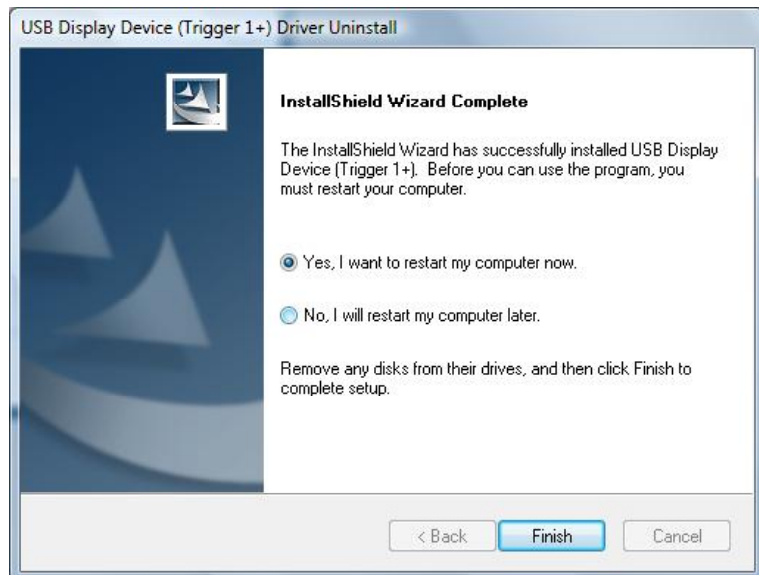 USB Display Device (Trigger 1+) Driver Uninstall
InstallShield Wizard Complete
The InstallShield Wizard has successfully installed USB Display
Device (Trigger 1+). Before you can use the program, you
must restart your computer.
Yes, I want to restart my computer now.
No, I will restart my computer later.
Remove any disks from their drives, and then click Finish to
complete setup.
< Back Finish Cancel